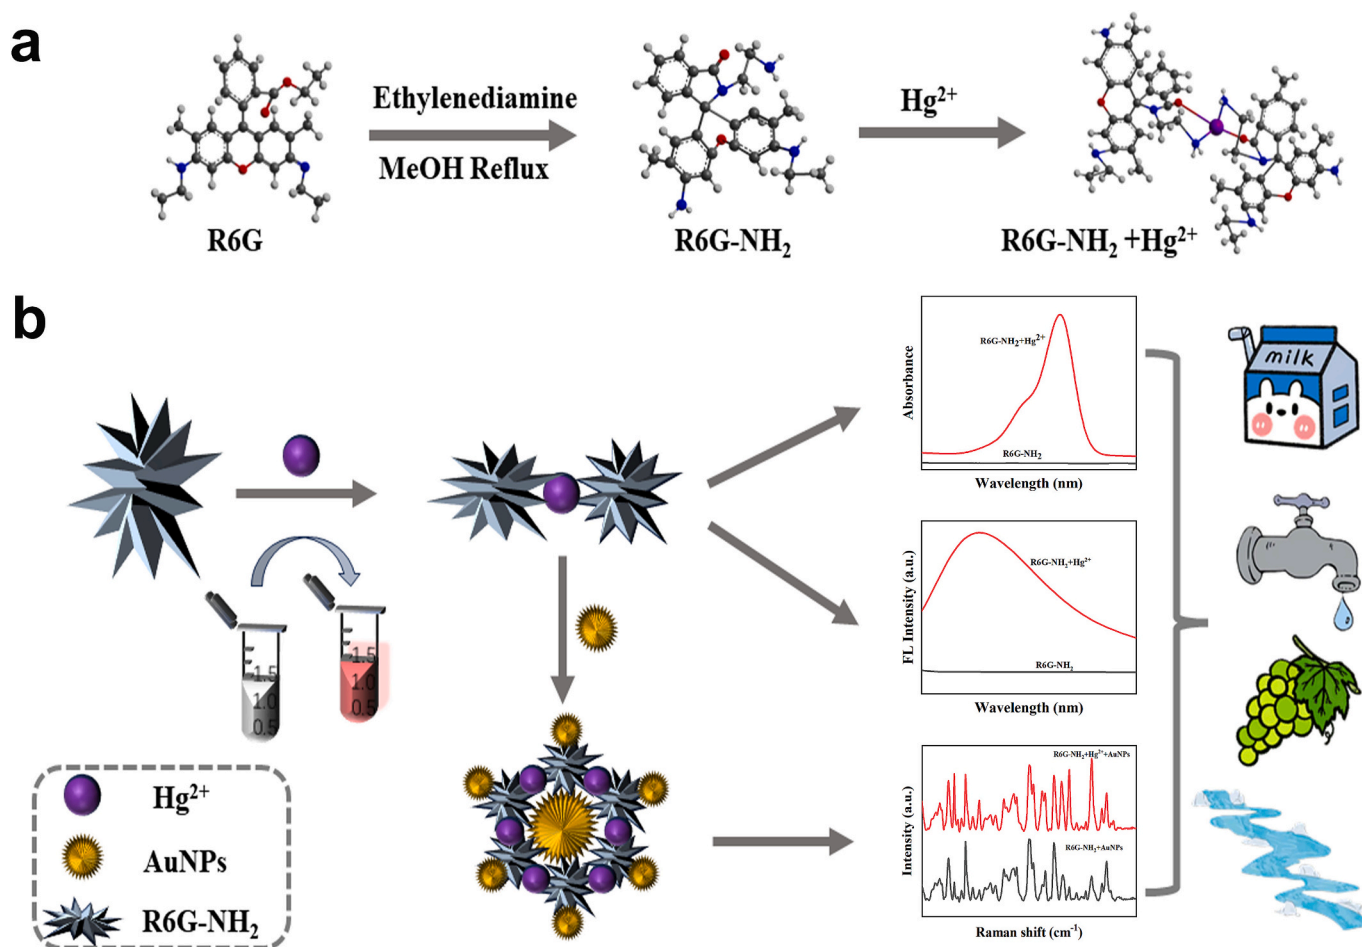 a
Ethylenediamine
MeOH Reflux
Hg²⁺
R6G
R6G-NH₂
R6G-NH₂ +Hg²⁺
b
1.5
1.0
0.5
1.5
1.0
0.5
Hg²⁺
AuNPs
R6G-NH₂
Absorbance
R6G-NH₂+Hg²⁺
R6G-NH₂
Wavelength (nm)
FL Intensity (a.u.)
R6G-NH₂+Hg²⁺
R6G-NH₂
Wavelength (nm)
Intensity (a.u.)
R6G-NH₂+Hg²⁺+AuNPs
R6G-NH₂+AuNPs
Raman shift (cm⁻¹)
milk